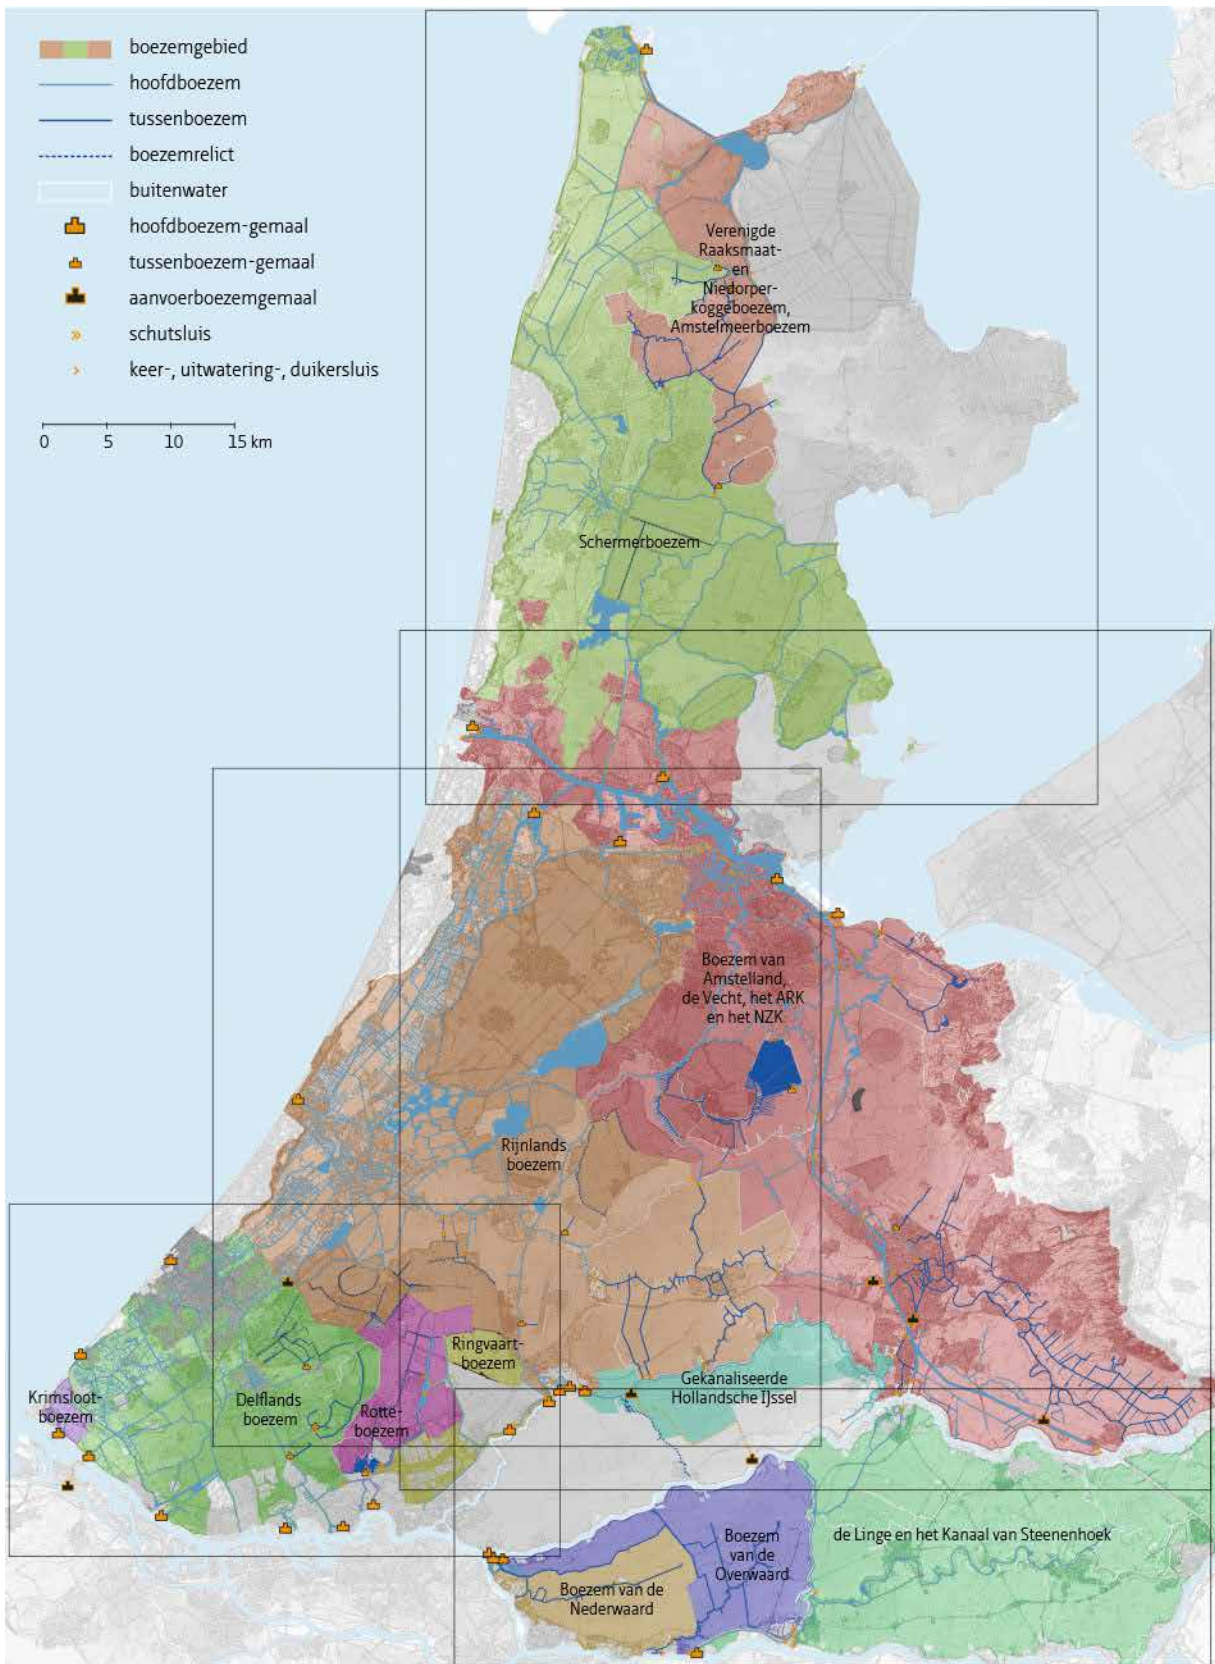 boezemgebied
hoofdboezem
tussenboezem
boezemrelict
buitenwater
hoofdboezem-gemaal
tussenboezem-gemaal
aanvoerboezemgemaal
schutsluis
keer-, uitwatering-, duikersluis
0 5 10 15 km
Verenigde
Raaksmaat-
en
Niedorper-
koggeboezem,
Amstelmeerboezem
Schermerboezem
Boezem van
Amstelland,
de Vecht, het ARK
en het NZK
Rijnlands
boezem
Ringvaart-
boezem
Gekanaliseerde
Hollandsche IJssel
Krimsloot-
boezem
Delflands
boezem
Rotte-
boezem
Boezem
van de
Overwaard
de Linge en het Kanaal van Steenenhoek
Boezem van de
Nederwaard